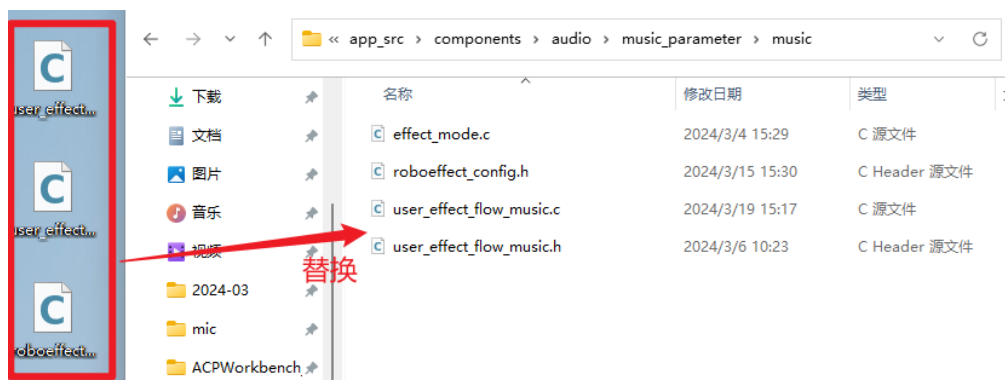 « app_src › components › audio › music_parameter › music
下载
文档
图片
音乐
视频
2024-03
mic
ACPWorkbench
名称 修改日期 类型
effect_mode.c 2024/3/4 15:29 C 源文件
roboeffect_config.h 2024/3/15 15:30 C Header 源文件
user_effect_flow_music.c 2024/3/19 15:17 C 源文件
user_effect_flow_music.h 2024/3/6 10:23 C Header 源文件
替换
user_effect...
user_effect...
roboeffect...